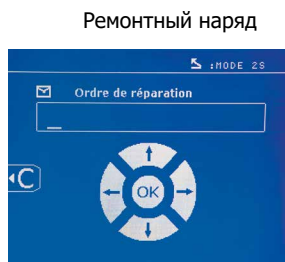 Ремонтный наряд
:MODE 2S
Ordre de réparation
C
OK